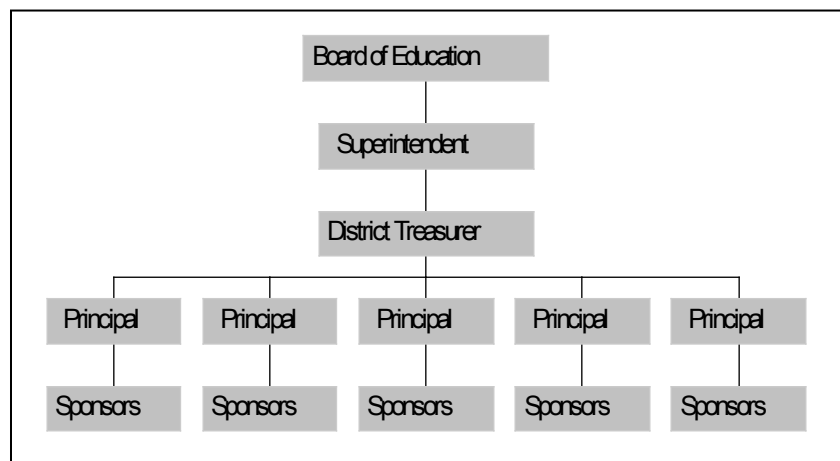 Board of Education
Superintendent
District Treasurer
Principal Principal Principal Principal Principal
Sponsors Sponsors Sponsors Sponsors Sponsors